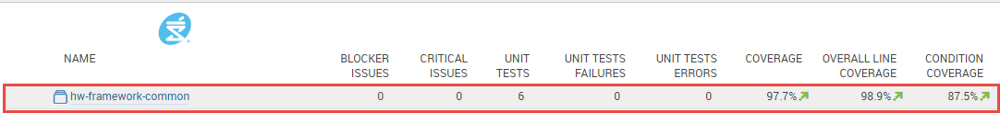 NAME BLOCKER ISSUES CRITICAL ISSUES UNIT TESTS UNIT TESTS FAILURES UNIT TESTS ERRORS COVERAGE OVERALL LINE COVERAGE CONDITION COVERAGE
hw-framework-common 0 0 6 0 0 97.7% 98.9% 87.5%